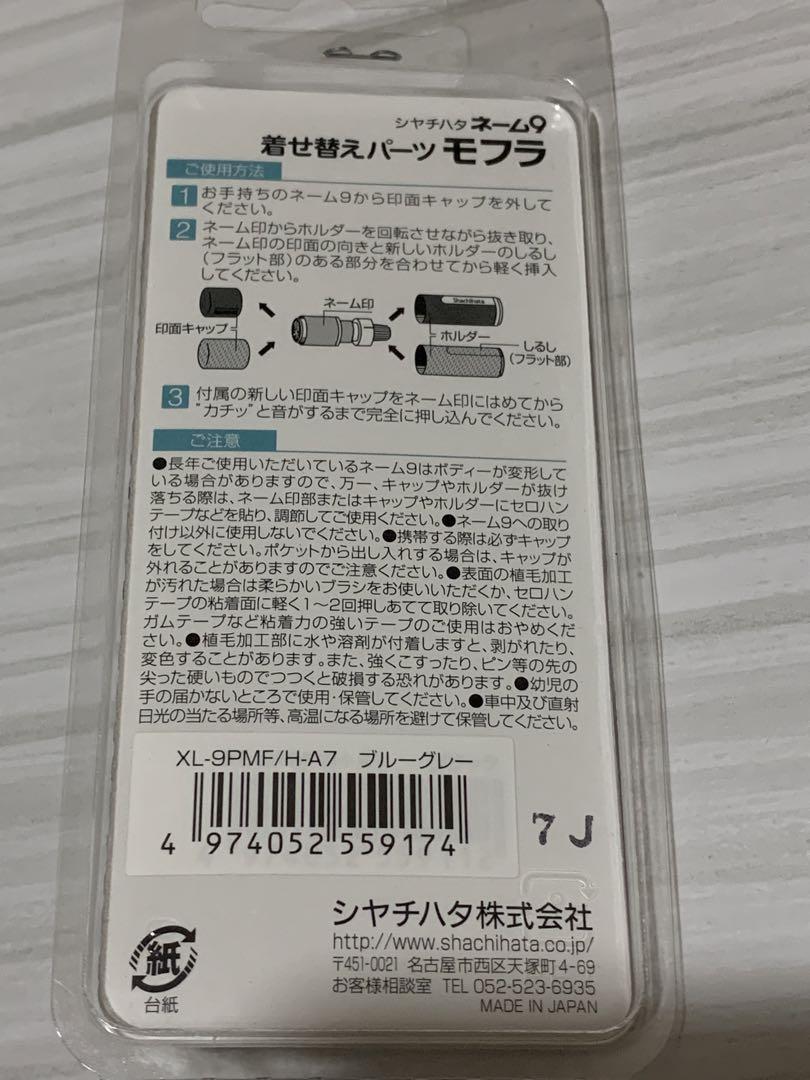 シヤチハタ ネーム9
着せ替えパーツ モフラ
ご使用方法
1 お手持ちのネーム9から印面キャップを外して
ください。
2 ネーム印からホルダーを回転させながら抜き取り、
ネーム印の印面の向きと新しいホルダーのしるし
(フラット部)のある部分を合わせてから軽く挿入
してください。
ネーム印
Shachihata
印面キャップ
ホルダー
しるし
(フラット部)
3 付属の新しい印面キャップをネーム印にはめてから
"カチッ"と音がするまで完全に押し込んでください。
ご注意
●長年ご使用いただいているネーム9はボディーが変形して
いる場合がありますので、万一、キャップやホルダーが抜け
落ちる際は、ネーム印部またはキャップやホルダーにセロハン
テープなどを貼り、調節してご使用ください。●ネーム9への取り
付け以外に使用しないでください。●携帯する際は必ずキャップ
をしてください。ポケットから出し入れする場合は、キャップが
外れることがありますのでご注意ください。●表面の植毛加工
が汚れた場合は柔らかいブラシをお使いいただくか、セロハン
テープの粘着面に軽く1〜2回押しあてて取り除いてください。
ガムテープなど粘着力の強いテープのご使用はおやめくだ
さい。●植毛加工部に水や溶剤が付着しますと、剥がれたり、
変色することがあります。また、強くこすったり、ピン等の先の
尖った硬いものでつつくと破損する恐れがあります。●幼児の
手の届かないところで使用・保管してください。●車中及び直射
日光の当たる場所等、高温になる場所を避けて保管してください。
XL-9PMF/H-A7 ブルーグレー
4 974052 559174
7 J
シヤチハタ株式会社
http://www.shachihata.co.jp/
〒451-0021 名古屋市西区天塚町4-69
お客様相談室 TEL 052-523-6935
MADE IN JAPAN
紙
台紙